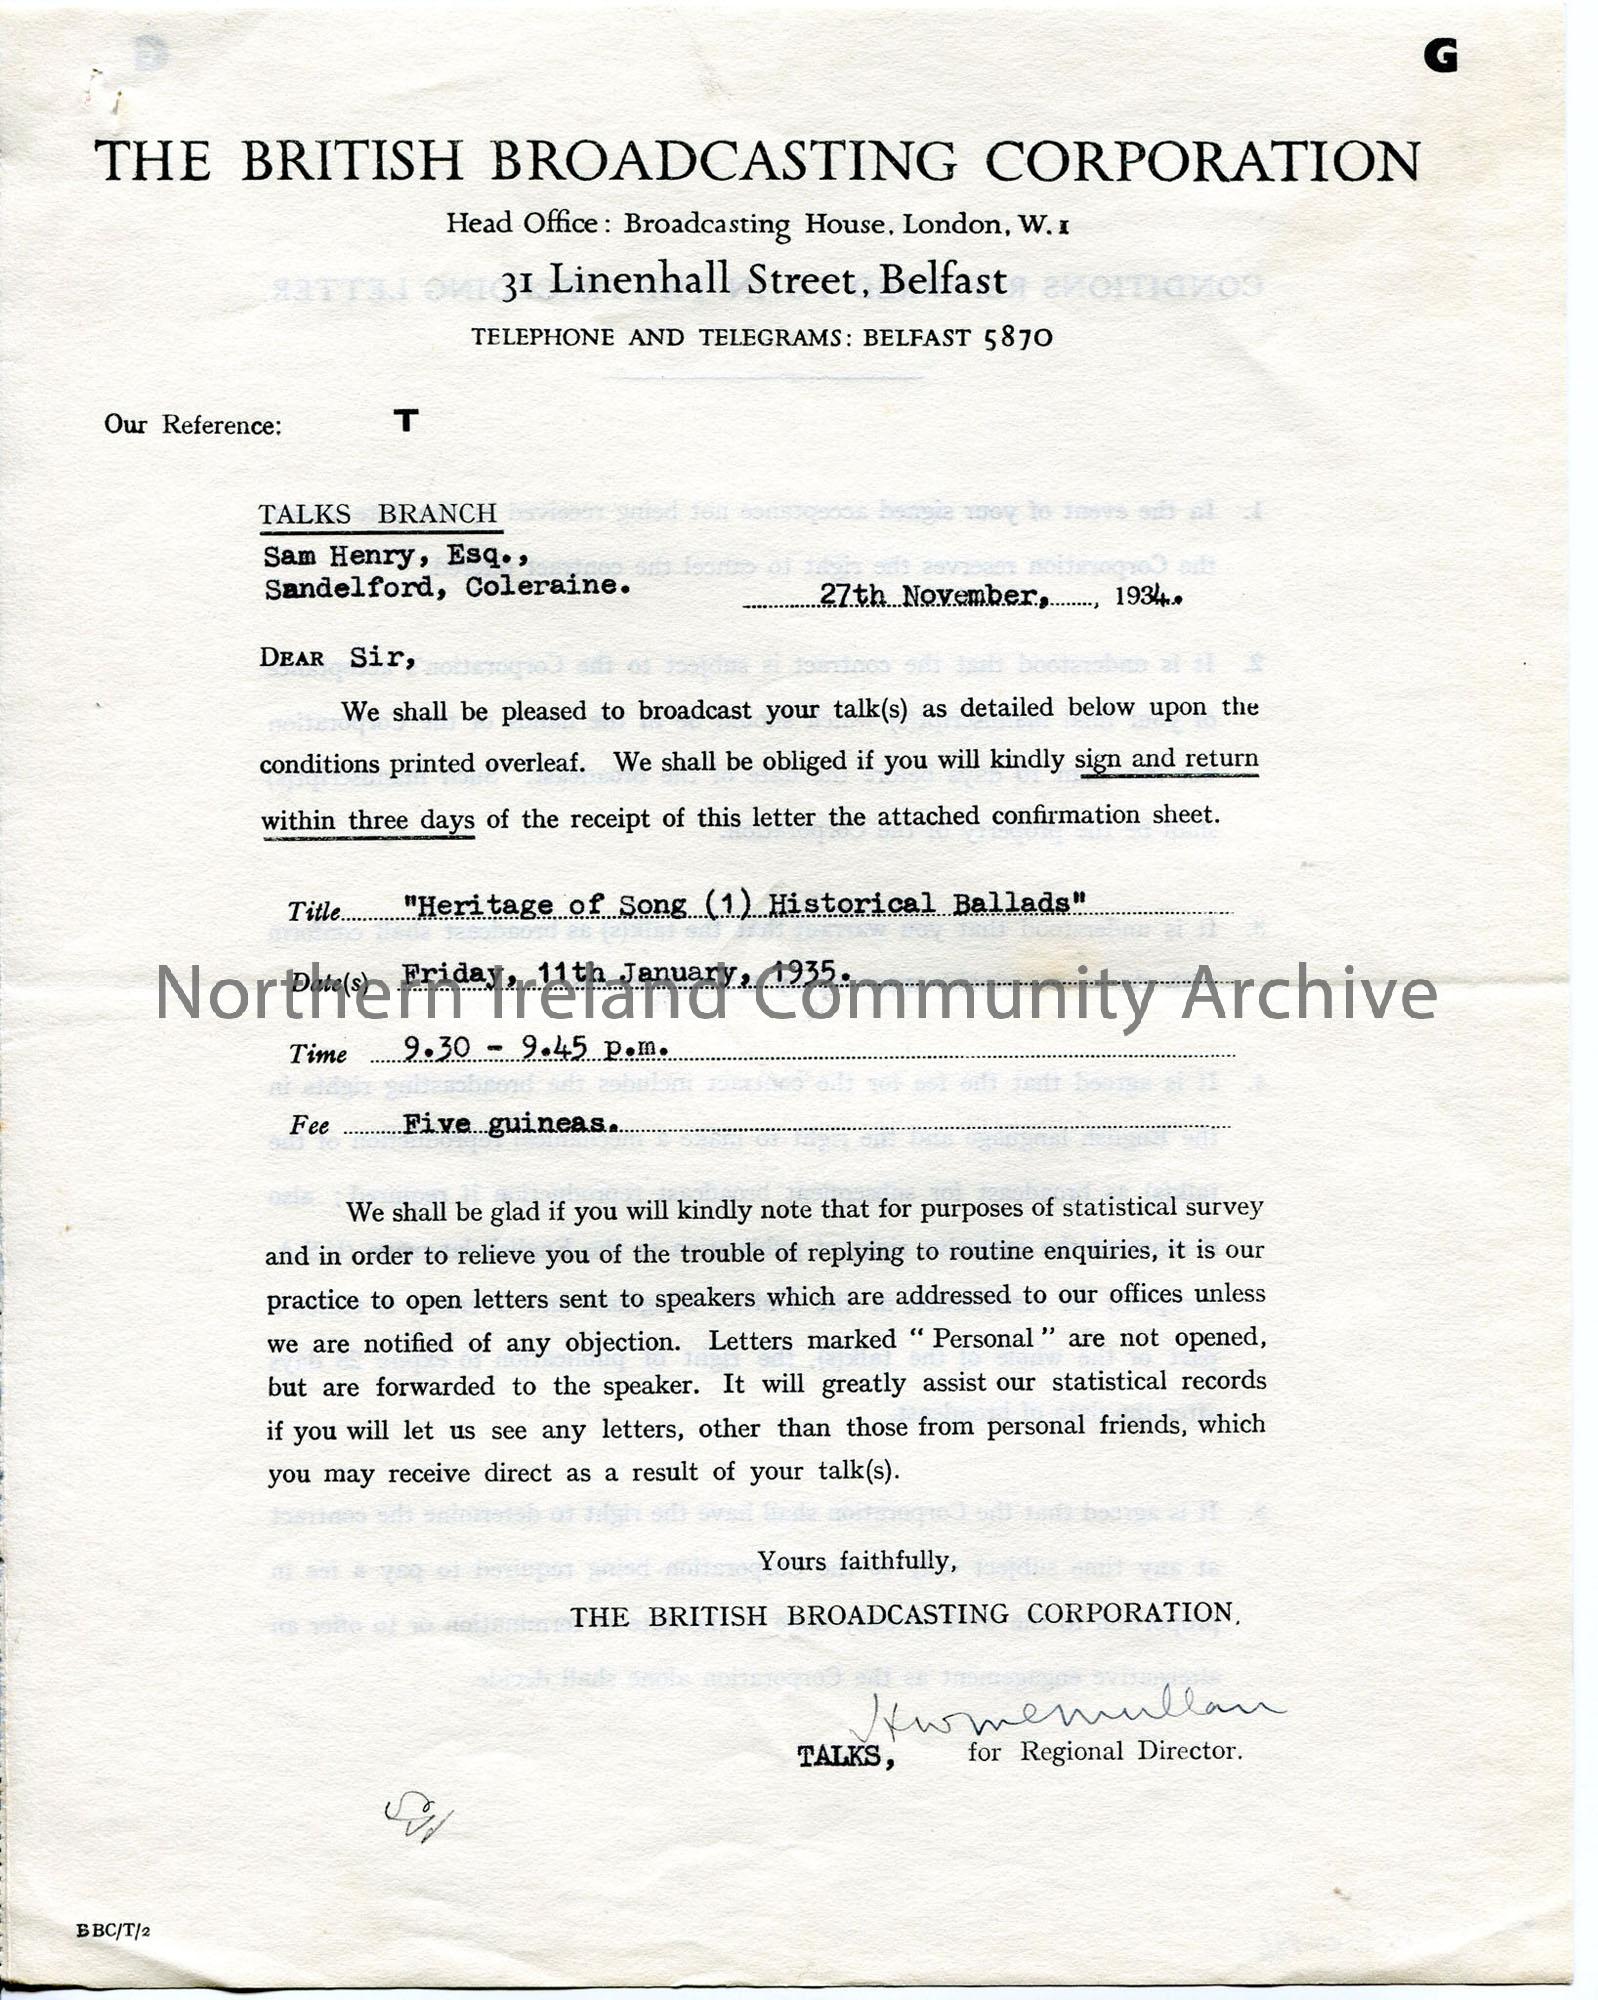 G
THE BRITISH BROADCASTING CORPORATION
Head Office: Broadcasting House, London, W.1
31 Linenhall Street, Belfast
TELEPHONE AND TELEGRAMS: BELFAST 5870
Our Reference: T
TALKS BRANCH
Sam Henry, Esq.,
Sandelford, Coleraine.
27th November, , 1934.
DEAR Sir,
We shall be pleased to broadcast your talk(s) as detailed below upon the
conditions printed overleaf. We shall be obliged if you will kindly sign and return
within three days of the receipt of this letter the attached confirmation sheet.
Title "Heritage of Song (1) Historical Ballads"
Date(s) Friday, 11th January, 1935.
Northern Ireland Community Archive
Time 9.30 - 9.45 p.m.
Fee Five guineas.
We shall be glad if you will kindly note that for purposes of statistical survey
and in order to relieve you of the trouble of replying to routine enquiries, it is our
practice to open letters sent to speakers which are addressed to our offices unless
we are notified of any objection. Letters marked “ Personal ” are not opened,
but are forwarded to the speaker. It will greatly assist our statistical records
if you will let us see any letters, other than those from personal friends, which
you may receive direct as a result of your talk(s).
Yours faithfully,
THE BRITISH BROADCASTING CORPORATION.
TALKS, for Regional Director.
BBC/T/2